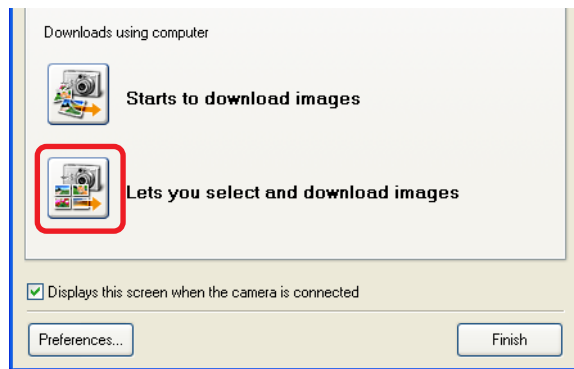 Downloads using computer
Starts to download images
Lets you select and download images
Displays this screen when the camera is connected
Preferences...
Finish